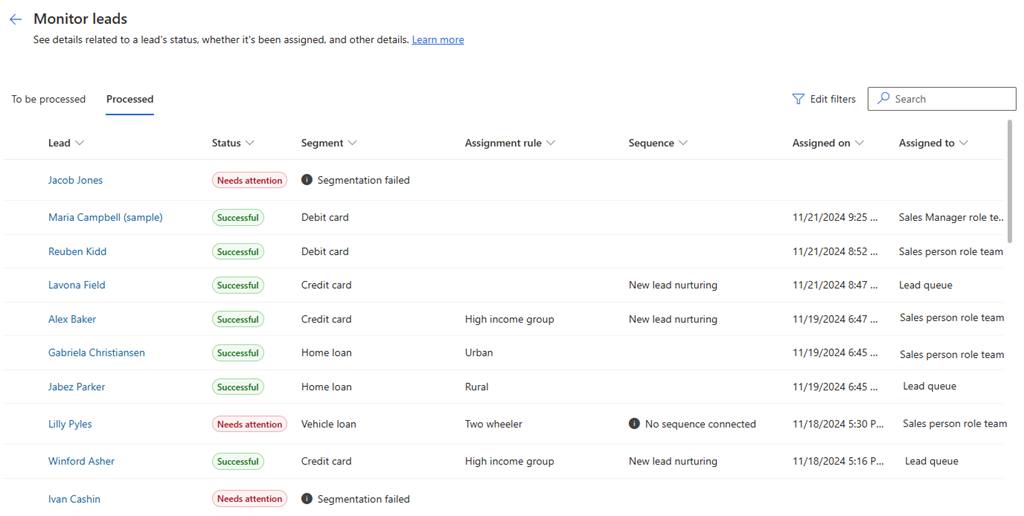 Monitor leads
See details related to a lead's status, whether it's been assigned, and other details. Learn more
To be processed Processed Edit filters Search
Lead Status Segment Assignment rule Sequence Assigned on Assigned to
Jacob Jones Needs attention Segmentation failed
Maria Campbell (sample) Successful Debit card 11/21/2024 9:25 ... Sales Manager role te..
Reuben Kidd Successful Debit card 11/21/2024 8:52 ... Sales person role team
Lavona Field Successful Credit card New lead nurturing 11/21/2024 8:47 ... Lead queue
Alex Baker Successful Credit card High income group New lead nurturing 11/19/2024 6:47 ... Sales person role team
Gabriela Christiansen Successful Home loan Urban 11/19/2024 6:45 ... Sales person role team
Jabez Parker Successful Home loan Rural 11/19/2024 6:45 ... Lead queue
Lilly Pyles Needs attention Vehicle loan Two wheeler No sequence connected 11/18/2024 5:30 P... Sales person role team
Winford Asher Successful Credit card High income group New lead nurturing 11/18/2024 5:16 P... Lead queue
Ivan Cashin Needs attention Segmentation failed